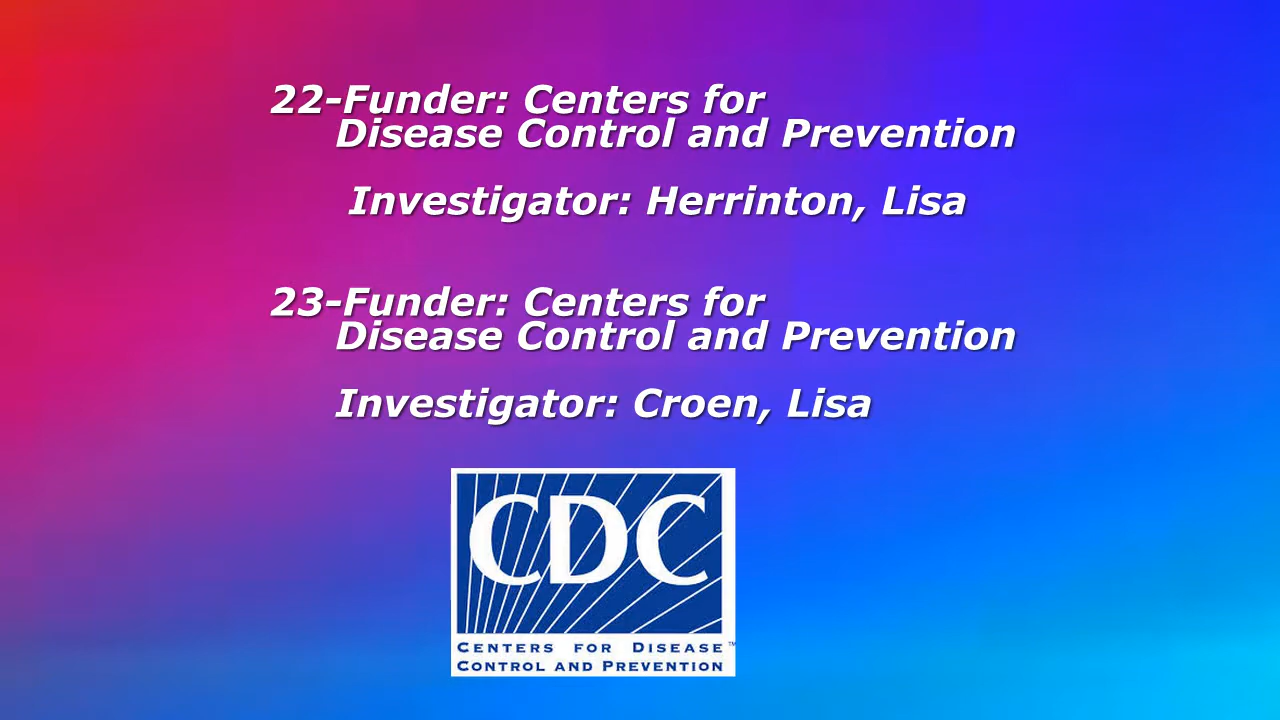 22-Funder: Centers for
Disease Control and Prevention
Investigator: Herrinton, Lisa
23-Funder: Centers for
Disease Control and Prevention
Investigator: Croen, Lisa
CDC
CENTERS FOR DISEASE ™
CONTROL AND PREVENTION